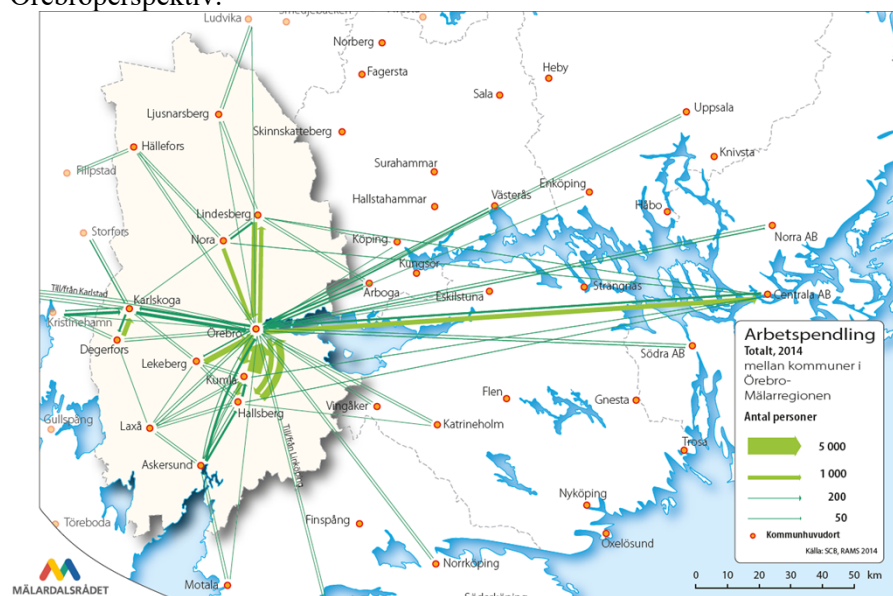 Örebroperspektiv.
Ludvika
Smedjebacken
Norberg
Fagersta
Heby
Sala
Uppsala
Ljusnarsberg
Skinnskatteberg
Hällefors
Knivsta
Surahammar
Filipstad
Hallstahammar
Västerås
Enköping
Håbo
Lindesberg
Storfors
Nora
Köping
Norra AB
Kungsör
Till/från Karlstad
Arboga
Eskilstuna
Strängnäs
Centrala AB
Karlskoga
Kristinehamn
Örebro
Degerfors
Södra AB
Lekeberg
Kumla
Flen
Gnesta
Hallsberg
Vingåker
Katrineholm
Gullspång
Laxå
Trosa
Till/från Linköping
Askersund
Nyköping
Töreboda
Finspång
Oxelösund
Norrköping
Motala
Söderköping
Arbetspendling
Totalt, 2014
mellan kommuner i
Örebro-
Mälarregionen
Antal personer
5 000
1 000
200
50
Kommunhuvudort
Källa: SCB, RAMS 2014
0 10 20 30 40 50 km
MÄLARDALSRÅDET